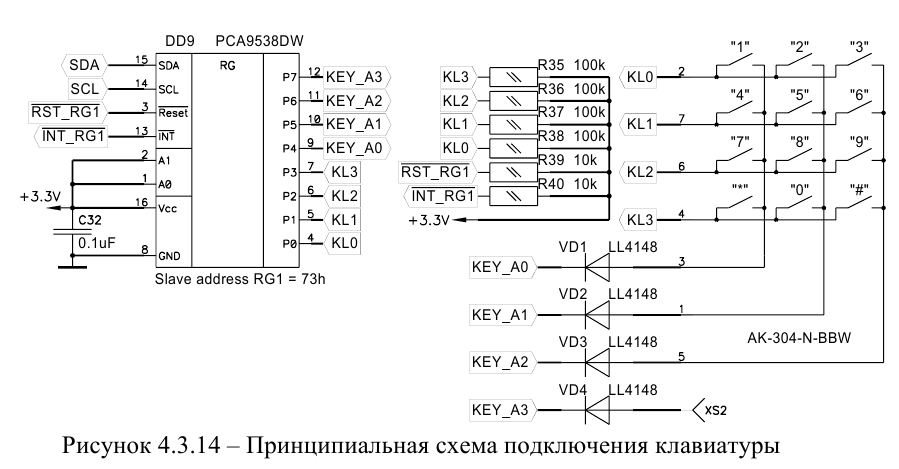 DD9 PCA9538DW
SDA 15 SDA RG P7 12 KEY_A3
SCL 14 SCL P6 11 KEY_A2
RST_RG1 3 Reset P5 10 KEY_A1
INT_RG1 13 INT P4 9 KEY_A0
2 A1 P3 7 KL3
1 A0 P2 6 KL2
+3.3V 16 Vcc P1 5 KL1
C32 0.1uF P0 4 KL0
8 GND
Slave address RG1 = 73h
KL3 R35 100k
KL2 R36 100k
KL1 R37 100k
KL0 R38 100k
RST_RG1 R39 10k
INT_RG1 R40 10k
+3.3V
"1" "2" "3"
KL0 2
"4" "5" "6"
KL1 7
"7" "8" "9"
KL2 6
"*" "0" "#"
KL3 4
VD1 LL4148
KEY_A0 3
VD2 LL4148
KEY_A1 1
AK-304-N-BBW
VD3 LL4148
KEY_A2 5
VD4 LL4148
KEY_A3 XS2
Рисунок 4.3.14 – Принципиальная схема подключения клавиатуры